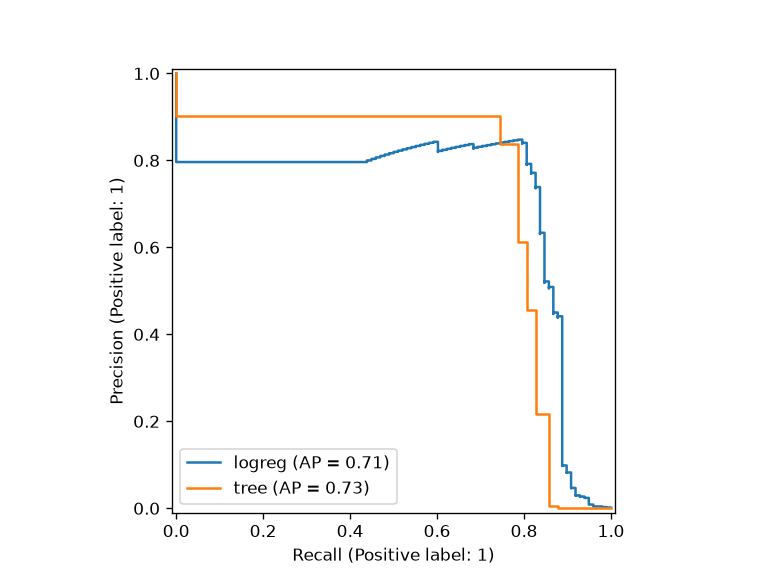 1.0
0.8
0.6
0.4
0.2
0.0
Precision (Positive label: 1)
logreg (AP = 0.71)
tree (AP = 0.73)
0.0 0.2 0.4 0.6 0.8 1.0
Recall (Positive label: 1)